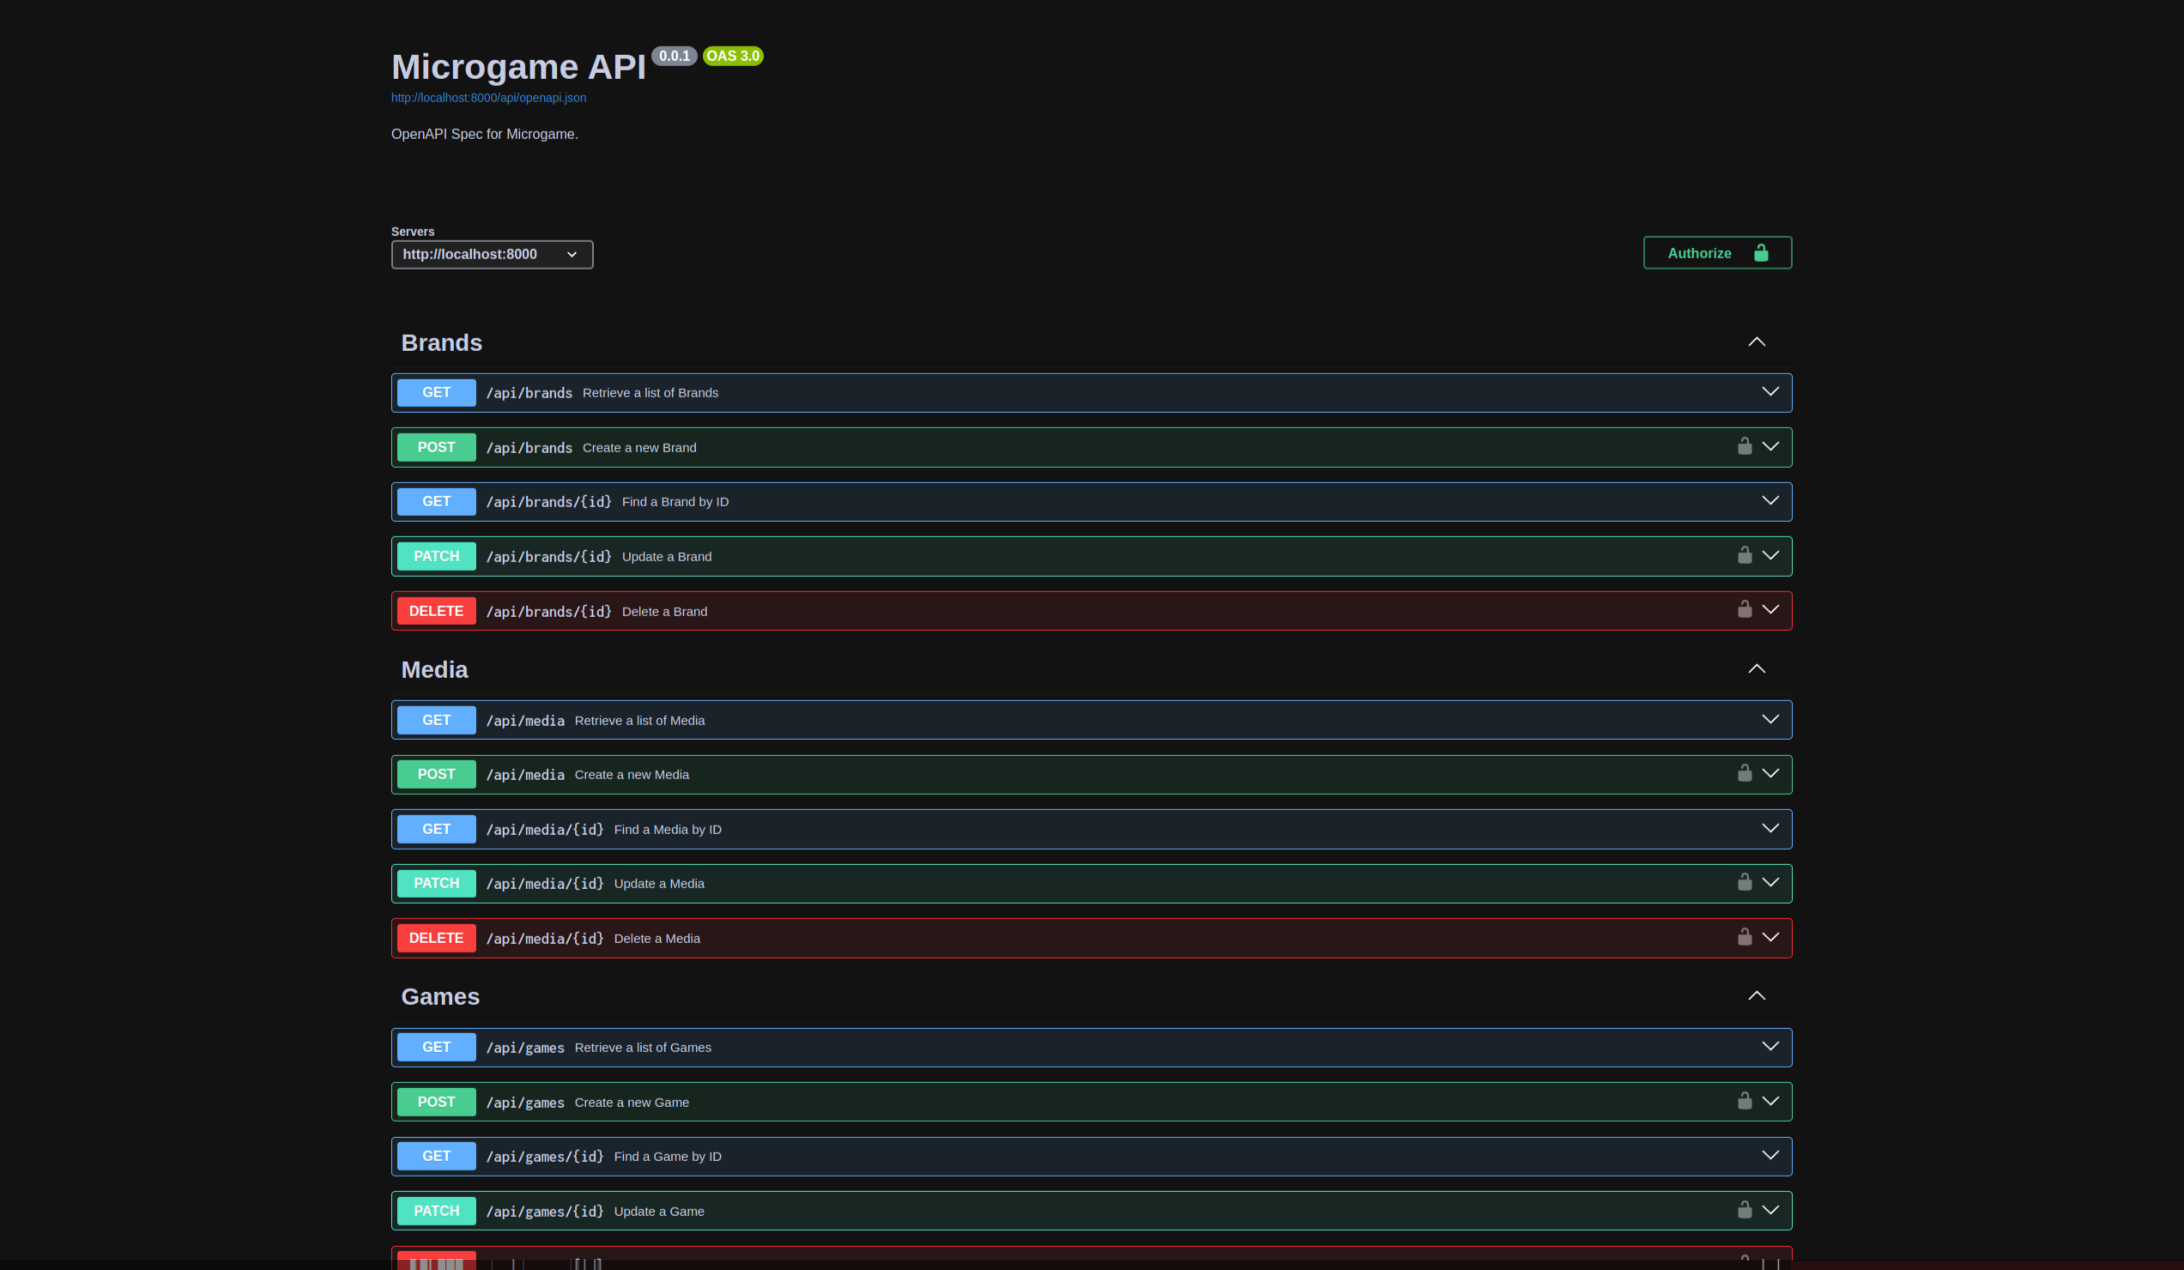 Microgame API 0.0.1 OAS 3.0
http://localhost:8000/api/openapi.json
OpenAPI Spec for Microgame.
Servers
http://localhost:8000
Authorize
Brands
GET /api/brands Retrieve a list of Brands
POST /api/brands Create a new Brand
GET /api/brands/{id} Find a Brand by ID
PATCH /api/brands/{id} Update a Brand
DELETE /api/brands/{id} Delete a Brand
Media
GET /api/media Retrieve a list of Media
POST /api/media Create a new Media
GET /api/media/{id} Find a Media by ID
PATCH /api/media/{id} Update a Media
DELETE /api/media/{id} Delete a Media
Games
GET /api/games Retrieve a list of Games
POST /api/games Create a new Game
GET /api/games/{id} Find a Game by ID
PATCH /api/games/{id} Update a Game